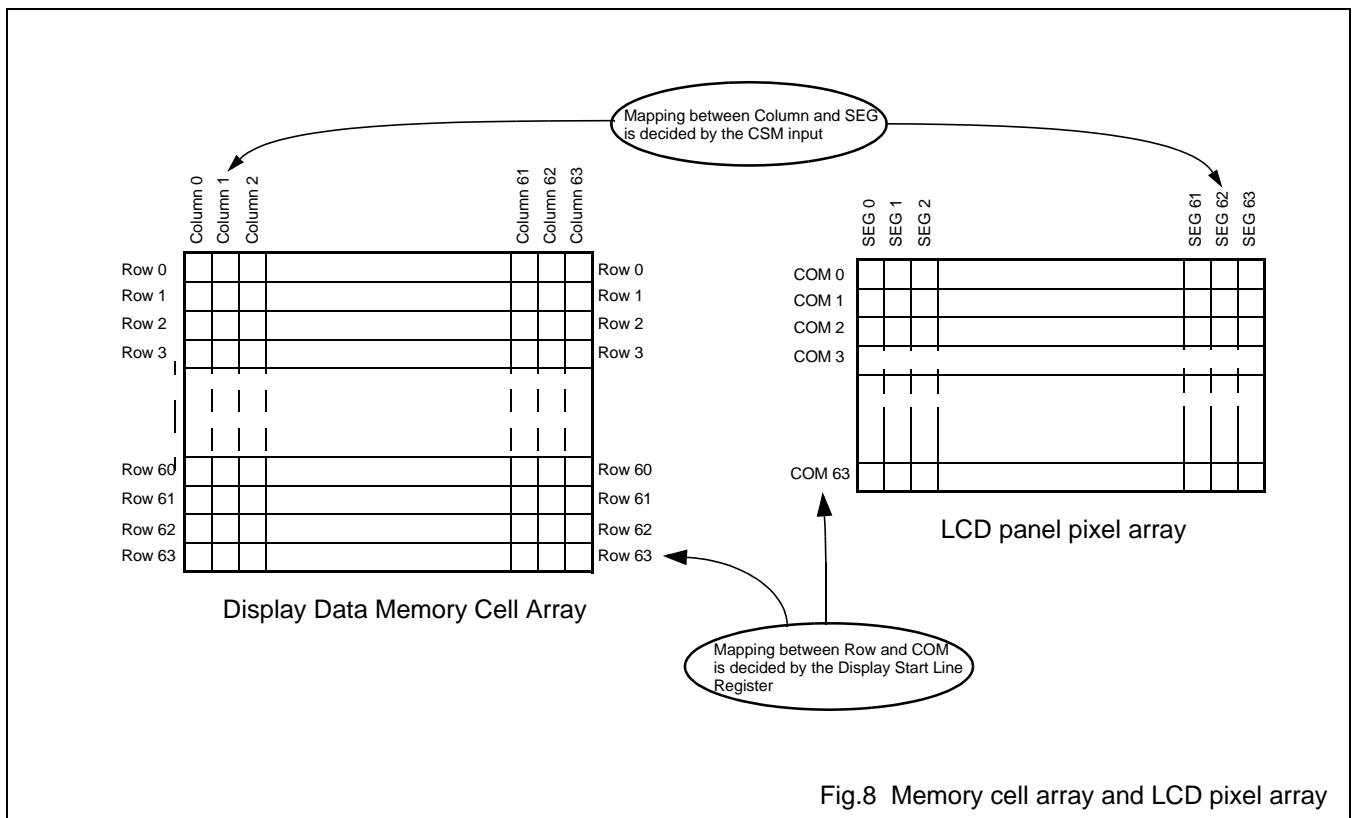 Mapping between Column and SEG
is decided by the CSM input
Column 0
Column 1
Column 2
Column 61
Column 62
Column 63
SEG 0
SEG 1
SEG 2
SEG 61
SEG 62
SEG 63
Row 0
Row 1
Row 2
Row 3
Row 60
Row 61
Row 62
Row 63
Row 0
Row 1
Row 2
Row 3
Row 60
Row 61
Row 62
Row 63
COM 0
COM 1
COM 2
COM 3
COM 63
LCD panel pixel array
Display Data Memory Cell Array
Mapping between Row and COM
is decided by the Display Start Line
Register
Fig.8 Memory cell array and LCD pixel array